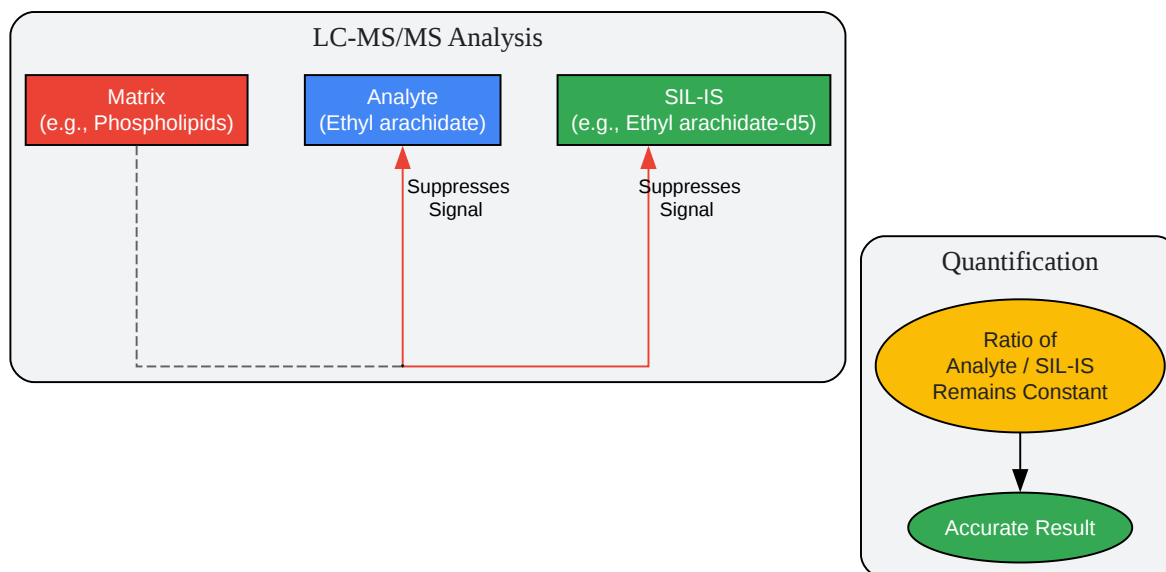 LC-MS/MS Analysis
Matrix
(e.g., Phospholipids)
Analyte
(Ethyl arachidate)
SIL-IS
(e.g., Ethyl arachidate-d5)
Suppresses
Signal
Suppresses
Signal
Quantification
Ratio of
Analyte / SIL-IS
Remains Constant
Accurate Result